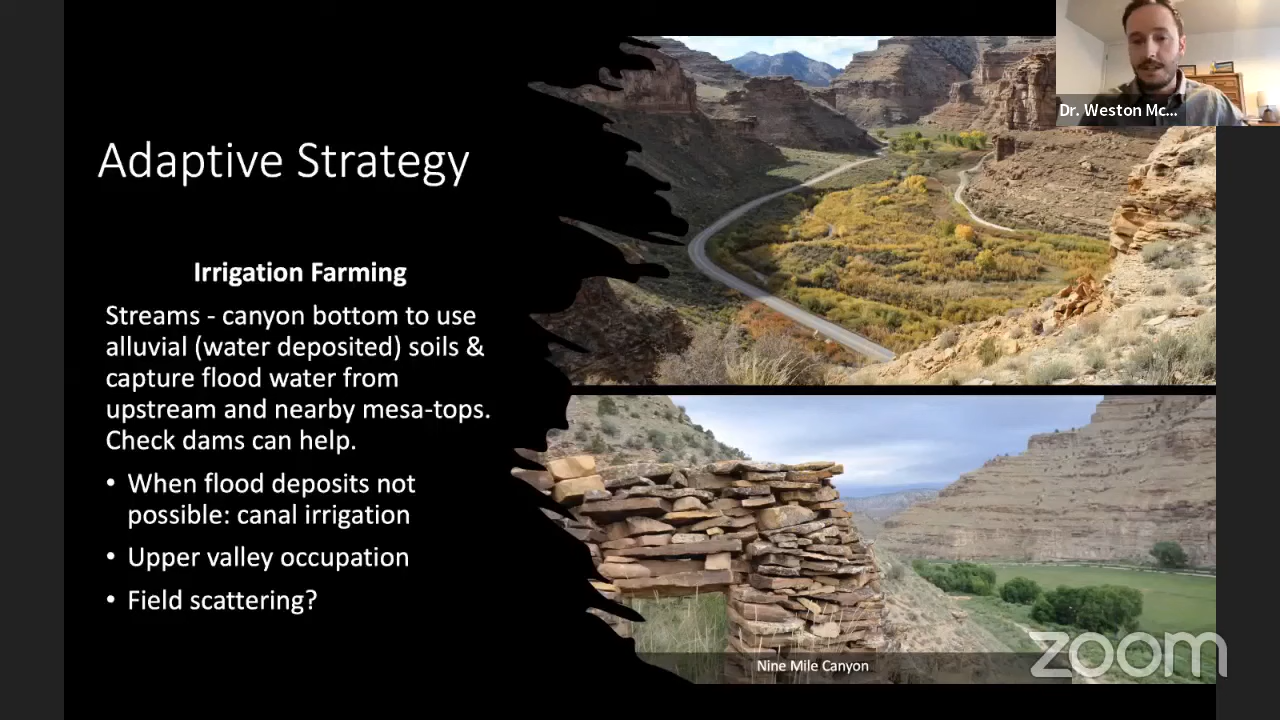 Dr. Weston Mc...
Adaptive Strategy
Irrigation Farming
Streams - canyon bottom to use
alluvial (water deposited) soils &
capture flood water from
upstream and nearby mesa-tops.
Check dams can help.
• When flood deposits not
possible: canal irrigation
• Upper valley occupation
• Field scattering?
Nine Mile Canyon
zoom